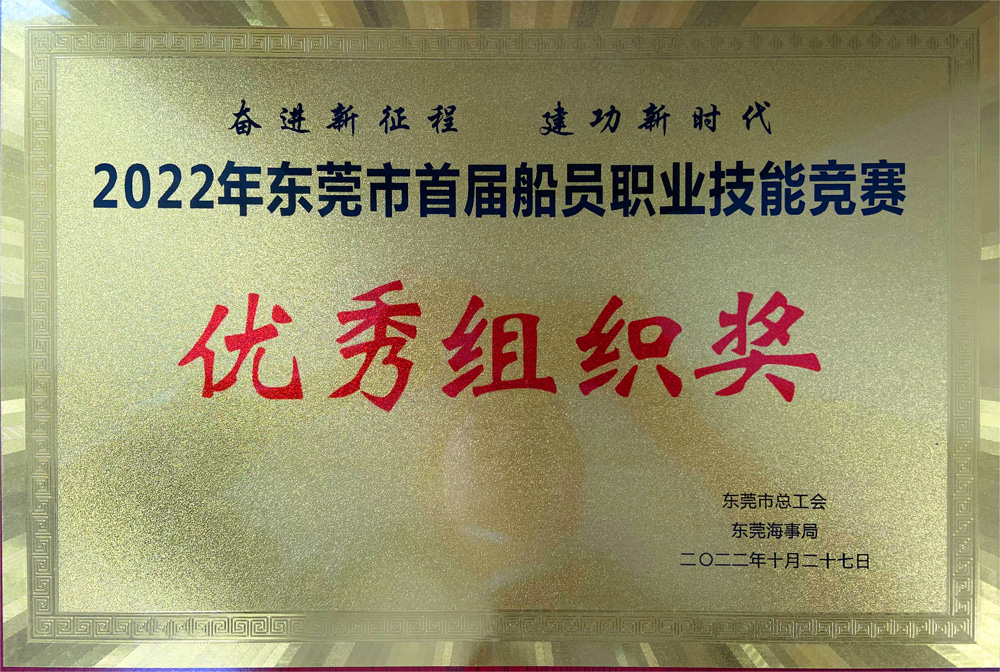 奋进新征程 建功新时代
2022年东莞市首届船员职业技能竞赛
优秀组织奖
东莞市总工会
东莞海事局
二〇二二年十月二十七日